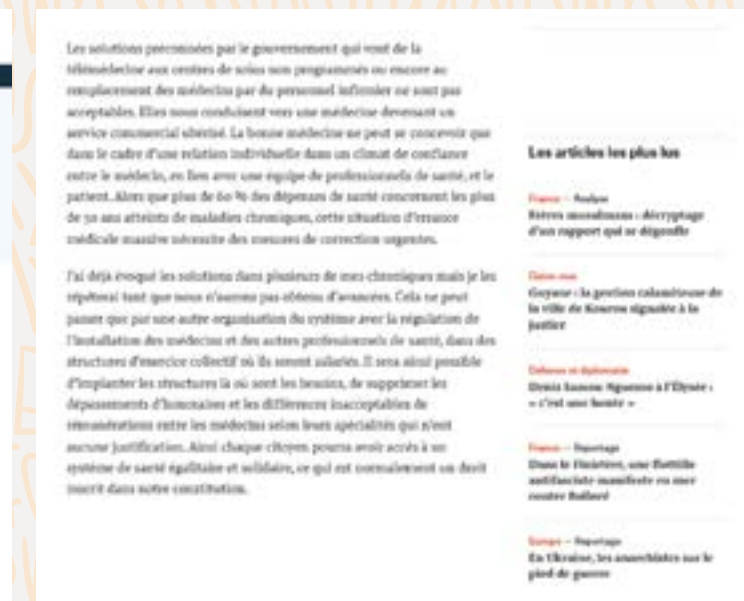 Les solutions préconisées par le gouvernement qui vont de la
télémédecine aux centres de soins non programmés ou encore au
remplacement des médecins par du personnel infirmier ne sont pas
acceptables. Elles nous conduisent vers une médecine devenant un
service commercial ubérisé. La bonne médecine ne peut se concevoir que
dans le cadre d'une relation individuelle dans un climat de confiance
entre le médecin, en lien avec une équipe de professionnels de santé, et le
patient. Alors que plus de 60 % des dépenses de santé concernent les plus
de 70 ans atteints de maladies chroniques, cette situation d'errance
médicale massive nécessite des mesures de correction urgentes.
J'ai déjà évoqué les solutions dans plusieurs de mes chroniques mais je les
répéterai tant que nous n'aurons pas obtenu d'avancées. Cela ne peut
passer que par une autre organisation du système avec la régulation de
l'installation des médecins et des autres professionnels de santé, dans des
structures d'exercice collectif où ils seront salariés. Il sera ainsi possible
d'implanter les structures là où sont les besoins, de supprimer les
dépassements d'honoraires et les différences inacceptables de
rémunérations entre les médecins selon leurs spécialités qui n'ont
aucune justification. Ainsi chaque citoyen pourra avoir accès à un
système de santé égalitaire et solidaire, ce qui est normalement un droit
inscrit dans notre constitution.
Les articles les plus lus
France — Analyse
Frères musulmans : décryptage
d'un rapport qui se dégonfle
Guyane : la gestion calamiteuse de
la ville de Kourou signalée à la
justice
Défense et diplomatie
Denis Sassou Nguesso à l'Élysée :
« c'est une honte »
France — Reportage
Dans le Finistère, une flottille
antifasciste manifeste en mer
contre Bolloré
Europe — Reportage
En Ukraine, les anarchistes sur le
pied de guerre